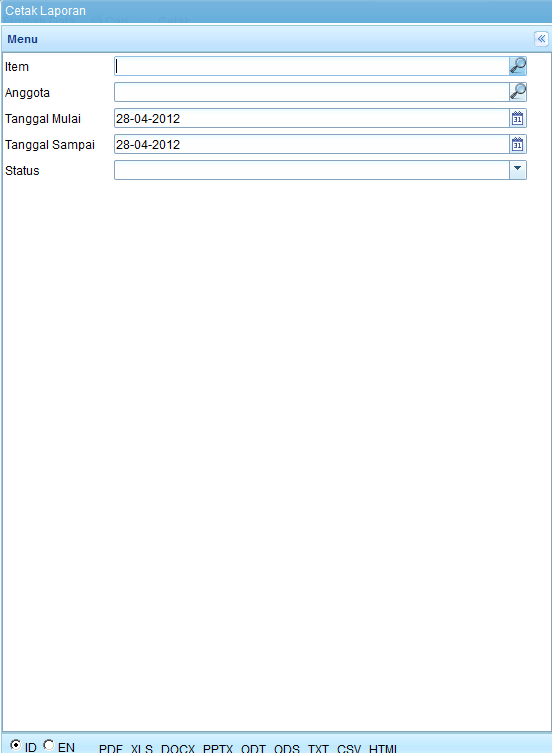 Cetak Laporan
Menu
Item
Anggota
Tanggal Mulai 28-04-2012
Tanggal Sampai 28-04-2012
Status
ID EN PDF XLS DOCX PPTX ODT ODS TXT CSV HTML